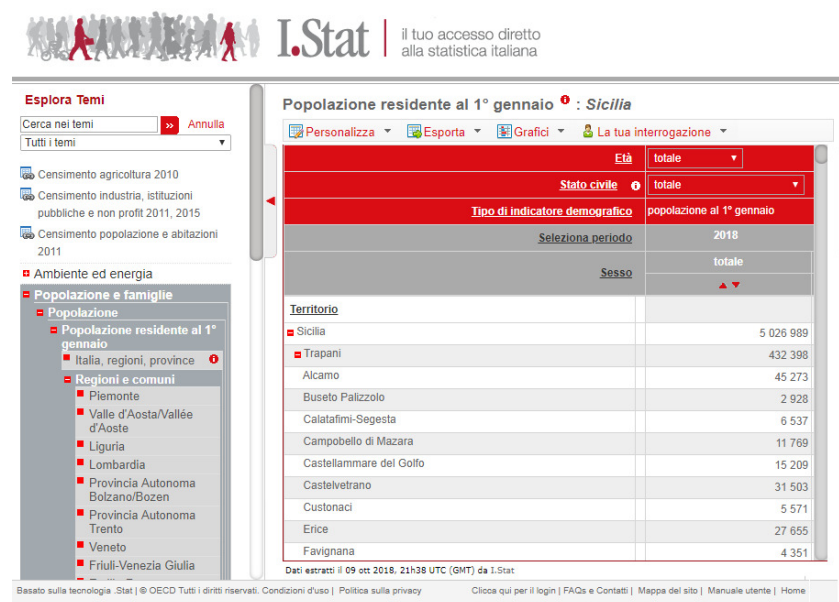 I.Stat
il tuo accesso diretto
alla statistica italiana
Esplora Temi
Cerca nei temi
»
Annulla
Tutti i temi
Censimento agricoltura 2010
Censimento industria, istituzioni
pubbliche e non profit 2011, 2015
Censimento popolazione e abitazioni
2011
Ambiente ed energia
Popolazione e famiglie
Popolazione
Popolazione residente al 1°
gennaio
Italia, regioni, province
Regioni e comuni
Piemonte
Valle d'Aosta/Vallée
d'Aoste
Liguria
Lombardia
Provincia Autonoma
Bolzano/Bozen
Provincia Autonoma
Trento
Veneto
Friuli-Venezia Giulia
Popolazione residente al 1° gennaio : Sicilia
Personalizza Esporta Grafici La tua interrogazione
Età totale
Stato civile totale
Tipo di indicatore demografico popolazione al 1º gennaio
Seleziona periodo 2018
Sesso totale
Territorio
Sicilia 5 026 989
Trapani 432 398
Alcamo 45 273
Buseto Palizzolo 2 928
Calatafimi-Segesta 6 537
Campobello di Mazara 11 769
Castellammare del Golfo 15 209
Castelvetrano 31 503
Custonaci 5 571
Erice 27 655
Favignana 4 351
Dati estratti il 09 ott 2018, 21h38 UTC (GMT) da I.Stat
Basato sulla tecnologia .Stat | © OECD Tutti i diritti riservati. Condizioni d'uso | Politica sulla privacy Clicca qui per il login | FAQs e Contatti | Mappa del sito | Manuale utente | Home